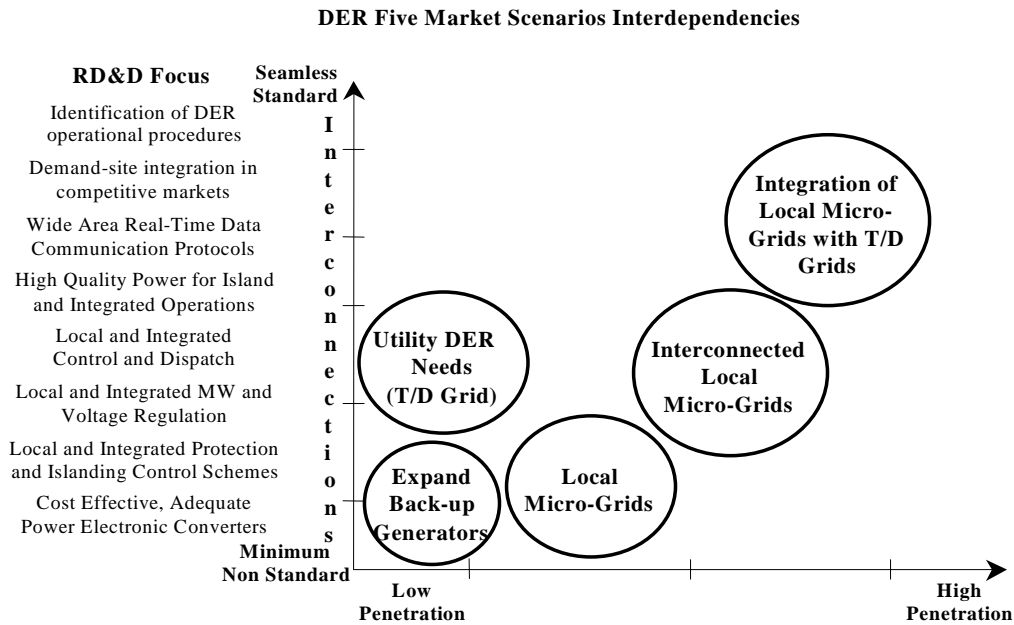 DER Five Market Scenarios Interdependencies
RD&D Focus
Identification of DER
operational procedures
Demand-site integration in
competitive markets
Wide Area Real-Time Data
Communication Protocols
High Quality Power for Island
and Integrated Operations
Local and Integrated
Control and Dispatch
Local and Integrated MW and
Voltage Regulation
Local and Integrated Protection
and Islanding Control Schemes
Cost Effective, Adequate
Power Electronic Converters
Seamless
Standard
Interconnections
Minimum
Non Standard
Integration of
Local Micro-
Grids with T/D
Grids
Utility DER
Needs
(T/D Grid)
Interconnected
Local
Micro-Grids
Expand
Back-up
Generators
Local
Micro-Grids
Low
Penetration
High
Penetration